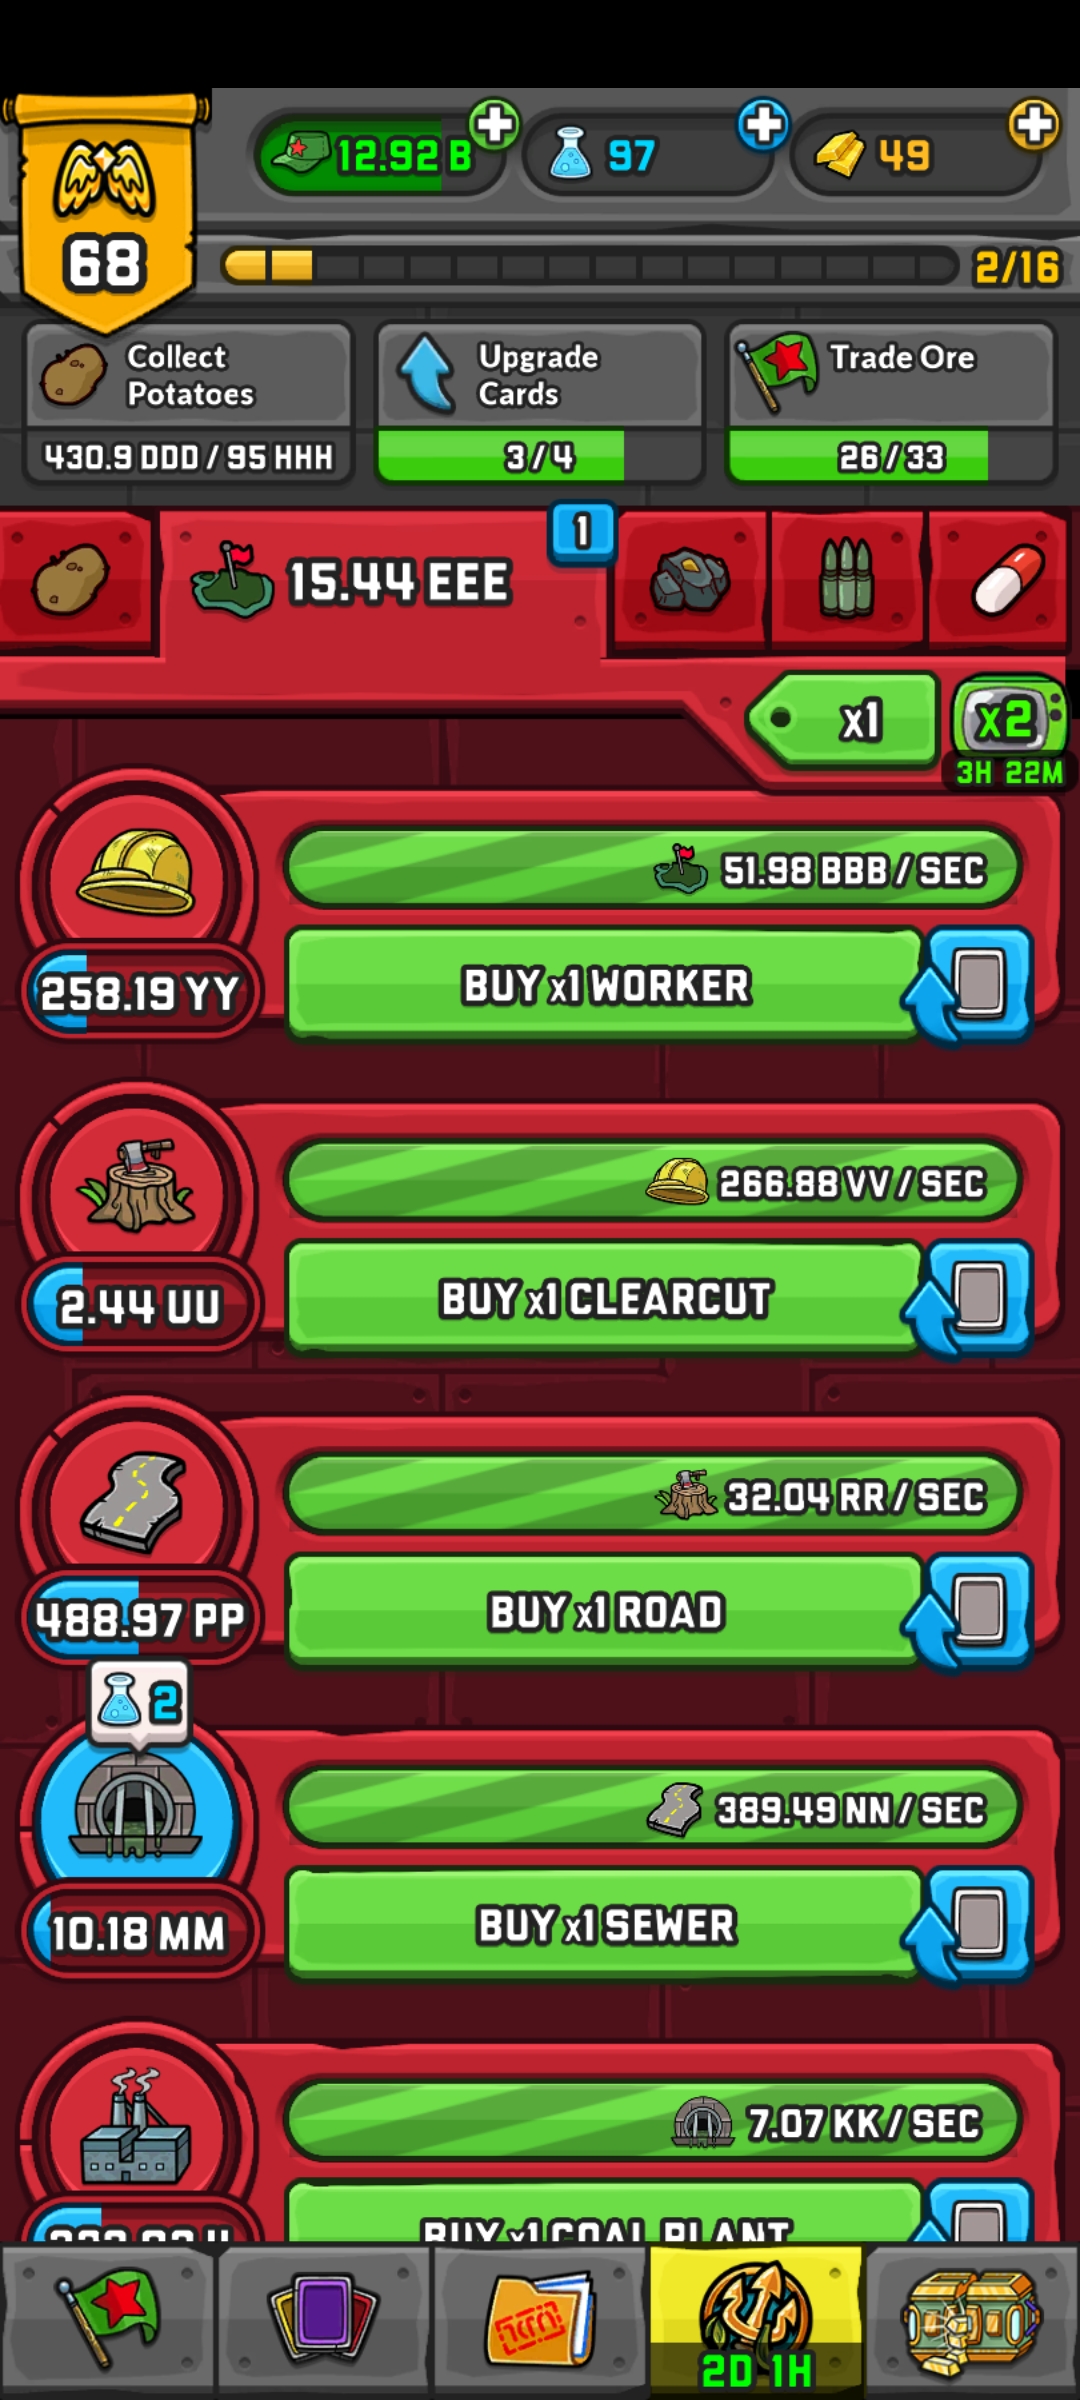 12.92 B
97
49
68
2/16
Collect
Potatoes
430.9 DDD / 95 HHH
Upgrade
Cards
3/4
Trade Ore
26/33
15.44 EEE
1
x1
x2
3H 22M
51.98 BBB / SEC
258.19 YY
BUY x1 WORKER
266.88 VV / SEC
2.44 UU
BUY x1 CLEARCUT
32.04 RR / SEC
488.97 PP
BUY x1 ROAD
2
389.49 NN / SEC
10.18 MM
BUY x1 SEWER
7.07 KK / SEC
BUY x1 COAL PLANT
2D 1H